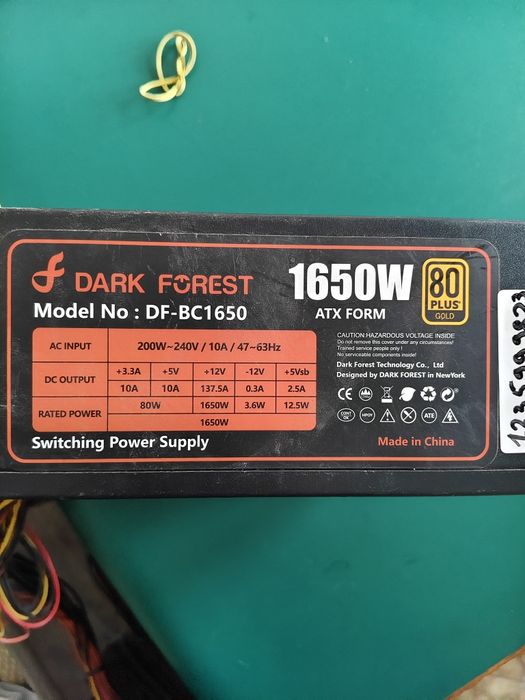 DARK FOREST
1650W
80
PLUS
GOLD
ATX FORM
Model No : DF-BC1650
AC INPUT 200W~240V / 10A / 47~63Hz
DC OUTPUT +3.3A +5V +12V -12V +5Vsb
10A 10A 137.5A 0.3A 2.5A
RATED POWER 80W 1650W 3.6W 12.5W
1650W
Switching Power Supply
CAUTION HAZARDOUS VOLTAGE INSIDE
Do not remove this cover under any circumstances!
Trained service people only !
No serviceable components inside!
Dark Forest Technology Co., Ltd
Designed by DARK FOREST in NewYork
CE
ATE
Made in China